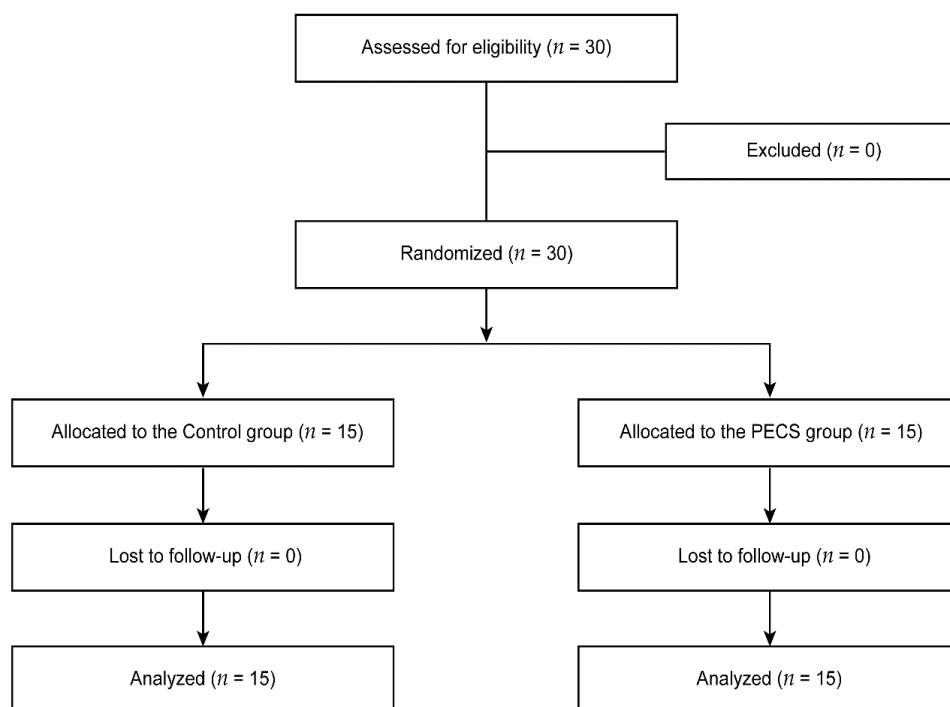 Assessed for eligibility (n = 30)
Excluded (n = 0)
Randomized (n = 30)
Allocated to the Control group (n = 15)
Allocated to the PECS group (n = 15)
Lost to follow-up (n = 0)
Lost to follow-up (n = 0)
Analyzed (n = 15)
Analyzed (n = 15)